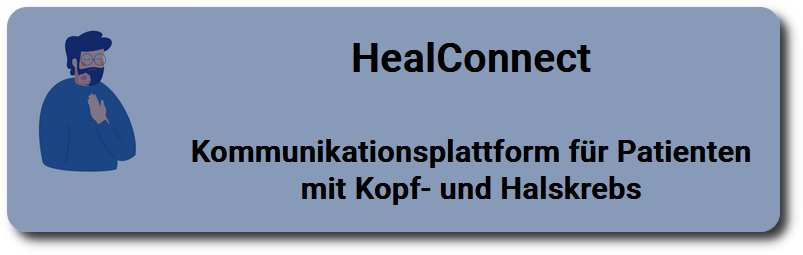 HealConnect
Kommunikationsplattform für Patienten
mit Kopf- und Halskrebs